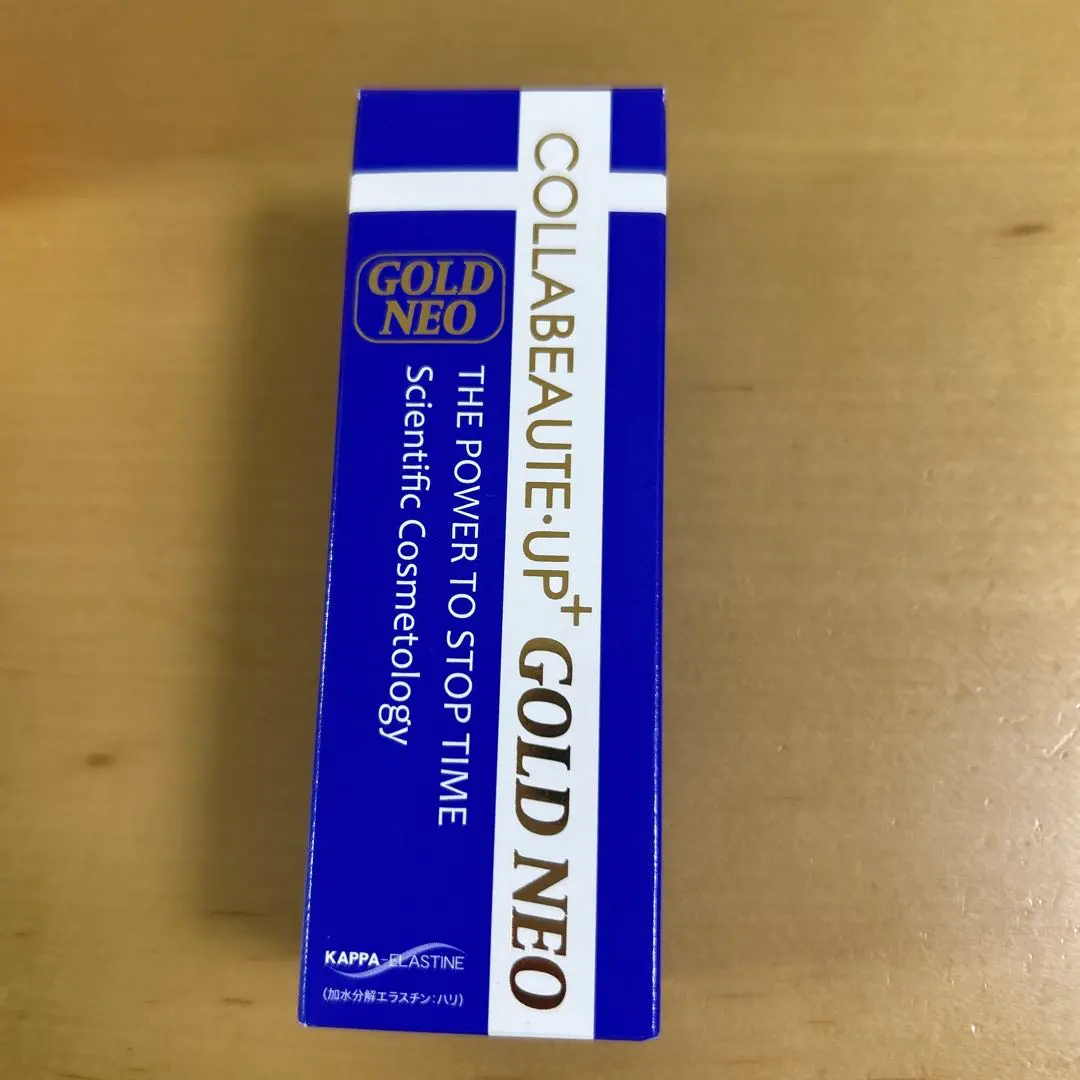 COLLABEAUTE・UP+ GOLD NEO
GOLD
NEO
THE POWER TO STOP TIME
Scientific Cosmetology
KAPPA-ELASTINE
(加水分解エラスチン:ハリ)